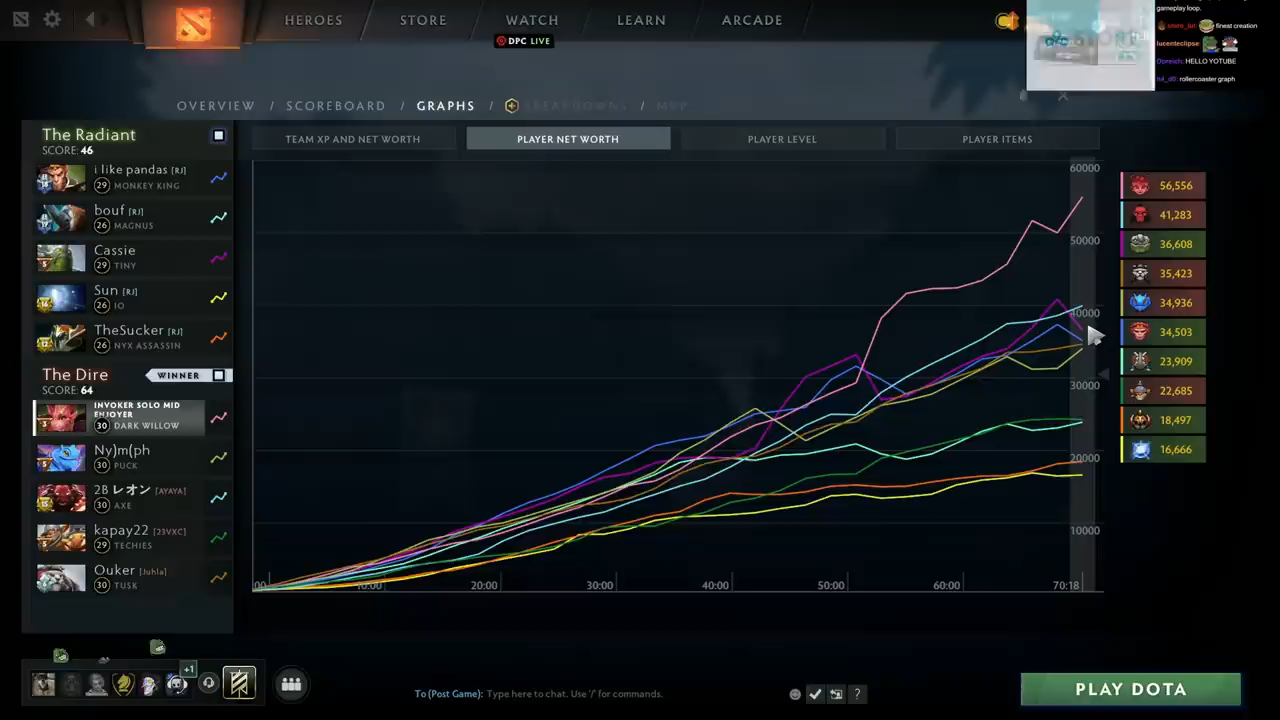 HEROES
STORE
WATCH
LEARN
ARCADE
DPC LIVE
gameplay loop.
finest creation
lucenteclipse:
HELLO YOTUBE
rollercoaster graph
OVERVIEW / SCOREBOARD / GRAPHS / BREAKDOWNS / MVP
TEAM XP AND NET WORTH
PLAYER NET WORTH
PLAYER LEVEL
PLAYER ITEMS
The Radiant
SCORE: 46
i like pandas [RJ]
29 MONKEY KING
bouf [RJ]
26 MAGNUS
Cassie
29 TINY
Sun [RJ]
26 IO
TheSucker [RJ]
26 NYX ASSASSIN
The Dire
WINNER
SCORE: 64
INVOKER SOLO MID
ENJOYER
30 DARK WILLOW
Ny)m(ph
30 PUCK
2B レオン [AYAYA]
30 AXE
kapay22 [23VXC]
29 TECHIES
Ouker [Juhla]
30 TUSK
60000
50000
40000
30000
20000
10000
00
10:00
20:00
30:00
40:00
50:00
60:00
70:18
56,556
41,283
36,608
35,423
34,936
34,503
23,909
22,685
18,497
16,666
+1
To (Post Game): Type here to chat. Use '/' for commands.
?
PLAY DOTA